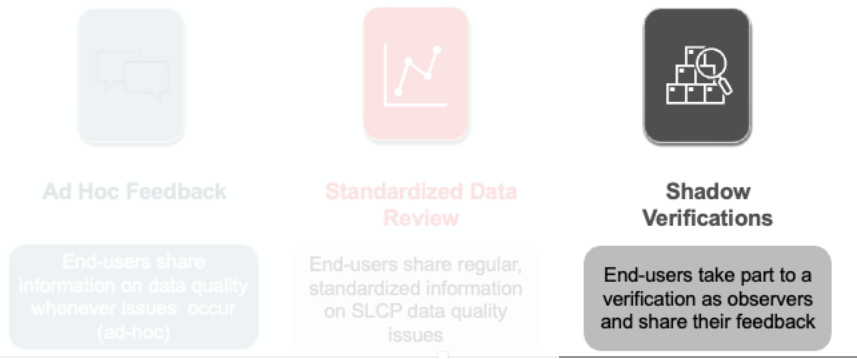 Ad Hoc Feedback
Standardized Data
Review
Shadow
Verifications
End-users share
information on data quality
whenever issues occur
(ad-hoc)
End-users share regular,
standardized information
on SLCP data quality
issues
End-users take part to a
verification as observers
and share their feedback